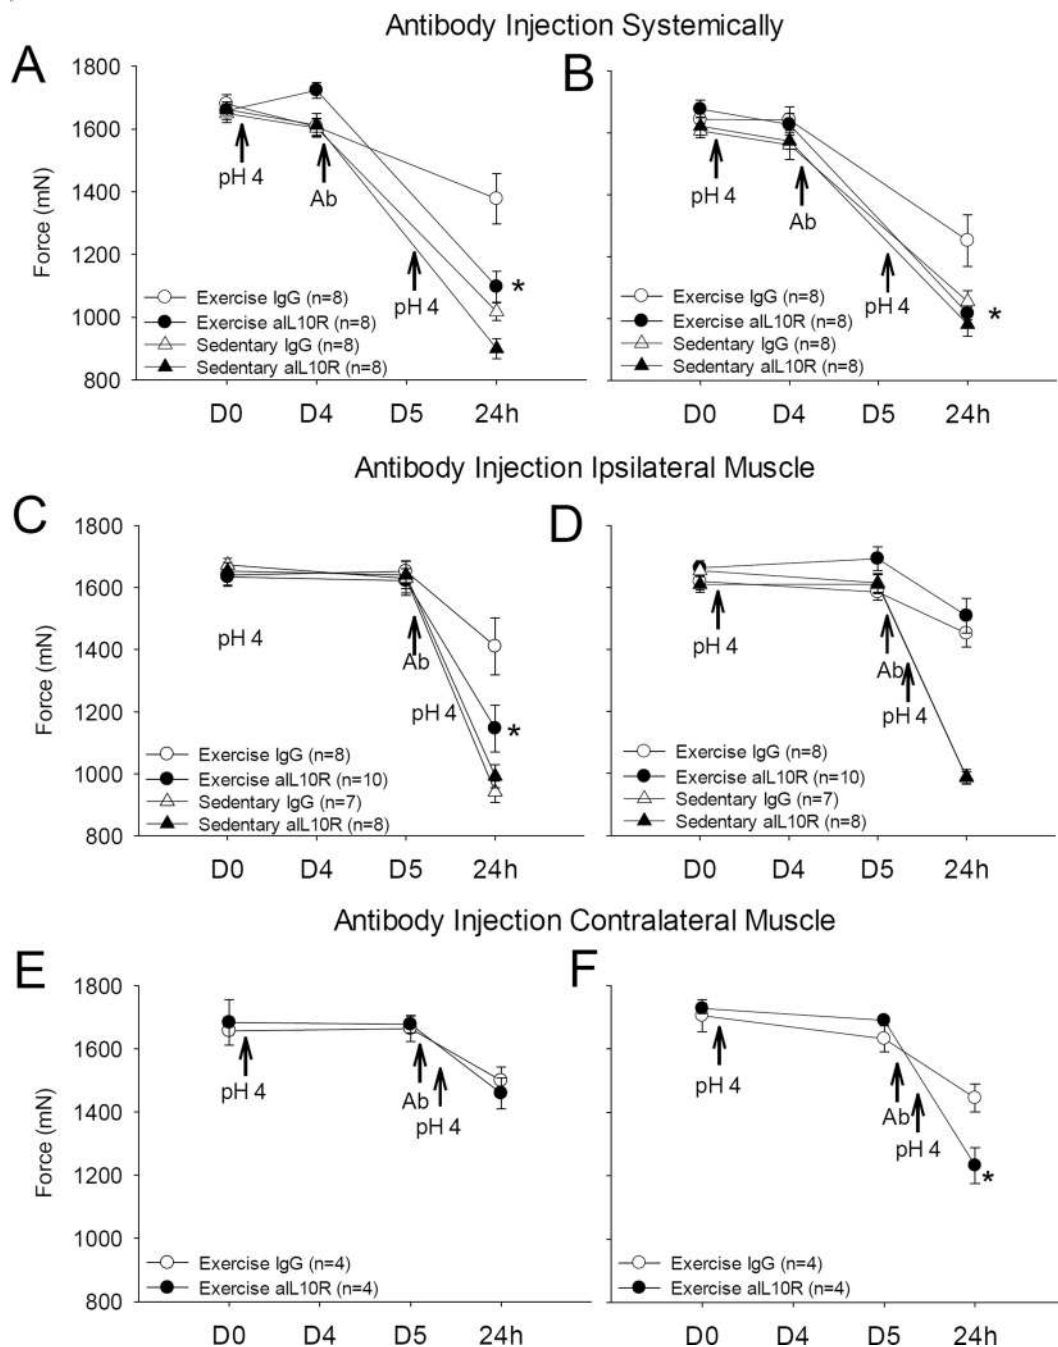 Antibody Injection Systemically
A
1800
1600
1400
1200
1000
800
Force (mN)
pH 4
Ab
pH 4
*
Exercise IgG (n=8)
Exercise aIL10R (n=8)
Sedentary IgG (n=8)
Sedentary aIL10R (n=8)
D0 D4 D5 24h
B
pH 4
Ab
pH 4
*
Exercise IgG (n=8)
Exercise aIL10R (n=8)
Sedentary IgG (n=8)
Sedentary aIL10R (n=8)
D0 D4 D5 24h
Antibody Injection Ipsilateral Muscle
C
1800
1600
1400
1200
1000
800
Force (mN)
pH 4
Ab
pH 4
*
Exercise IgG (n=8)
Exercise aIL10R (n=10)
Sedentary IgG (n=7)
Sedentary aIL10R (n=8)
D0 D4 D5 24h
D
pH 4
Ab
pH 4
Exercise IgG (n=8)
Exercise aIL10R (n=10)
Sedentary IgG (n=7)
Sedentary aIL10R (n=8)
D0 D4 D5 24h
Antibody Injection Contralateral Muscle
E
1800
1600
1400
1200
1000
800
Force (mN)
pH 4
Ab
pH 4
Exercise IgG (n=4)
Exercise aIL10R (n=4)
D0 D4 D5 24h
F
pH 4
Ab
pH 4
*
Exercise IgG (n=4)
Exercise aIL10R (n=4)
D0 D4 D5 24h